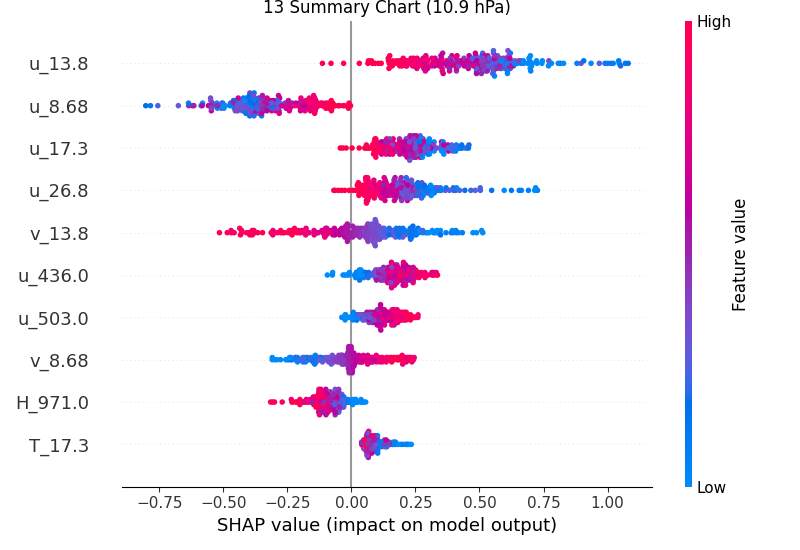 13 Summary Chart (10.9 hPa)
High
u_13.8
u_8.68
u_17.3
u_26.8
v_13.8
u_436.0
u_503.0
v_8.68
H_971.0
T_17.3
Feature value
Low
−0.75 −0.50 −0.25 0.00 0.25 0.50 0.75 1.00
SHAP value (impact on model output)